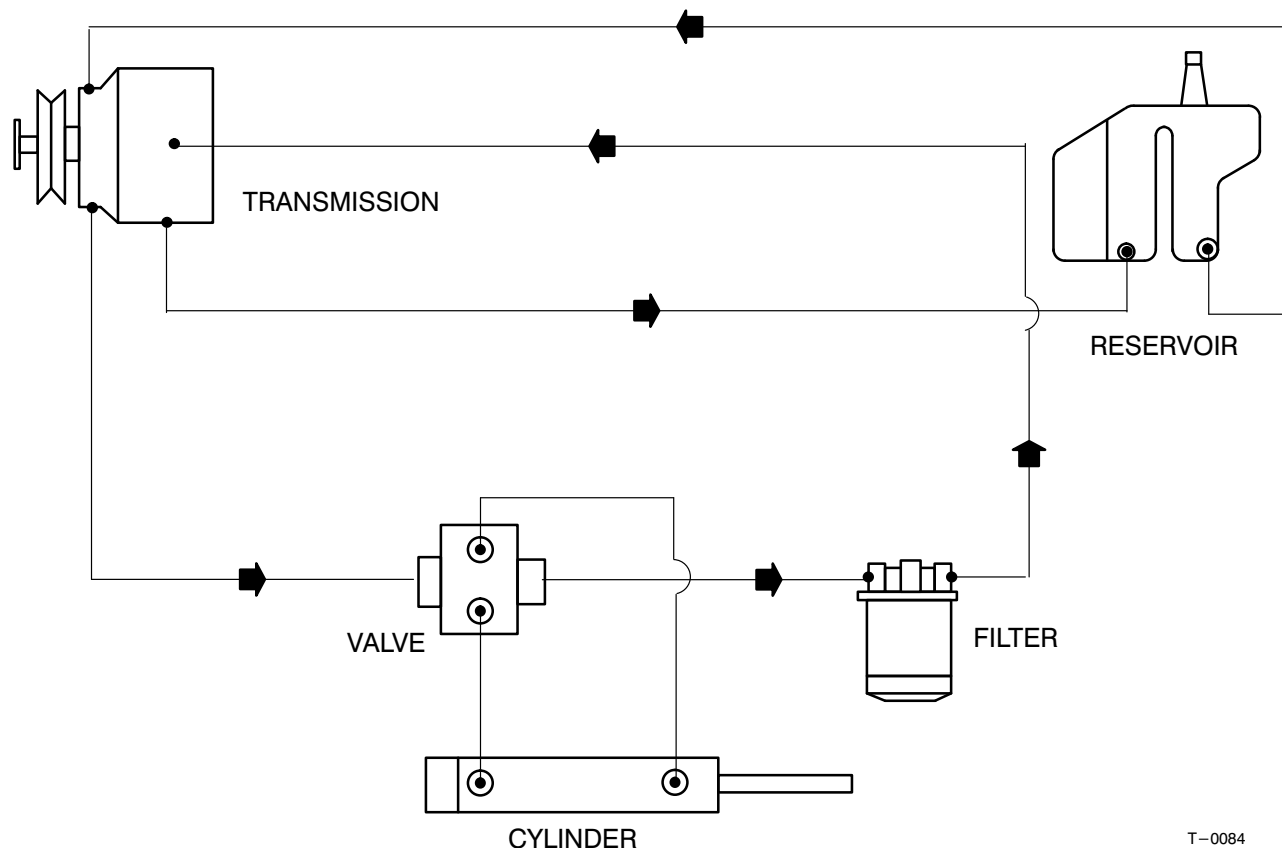 TRANSMISSION
RESERVOIR
VALVE
FILTER
CYLINDER
T−0084